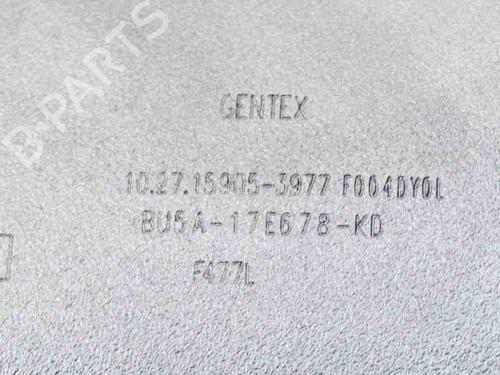 B-PARTS
GENTEX
10.27.15905-3977 F004DY0L
BU5A-17E678-KD
F477L